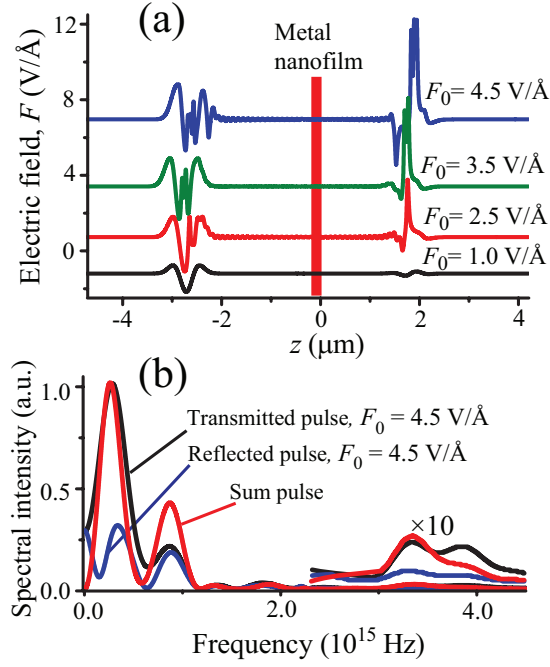 (a)
Metal
nanofilm
Electric field, F (V/Å)
12
8
4
0
F₀= 4.5 V/Å
F₀= 3.5 V/Å
F₀= 2.5 V/Å
F₀= 1.0 V/Å
-4
-2
0
2
4
z (μm)
(b)
Spectral intensity (a.u.)
1.0
0.5
0.0
Transmitted pulse, F₀ = 4.5 V/Å
Reflected pulse, F₀ = 4.5 V/Å
Sum pulse
×10
0.0
2.0
4.0
Frequency (10¹⁵ Hz)